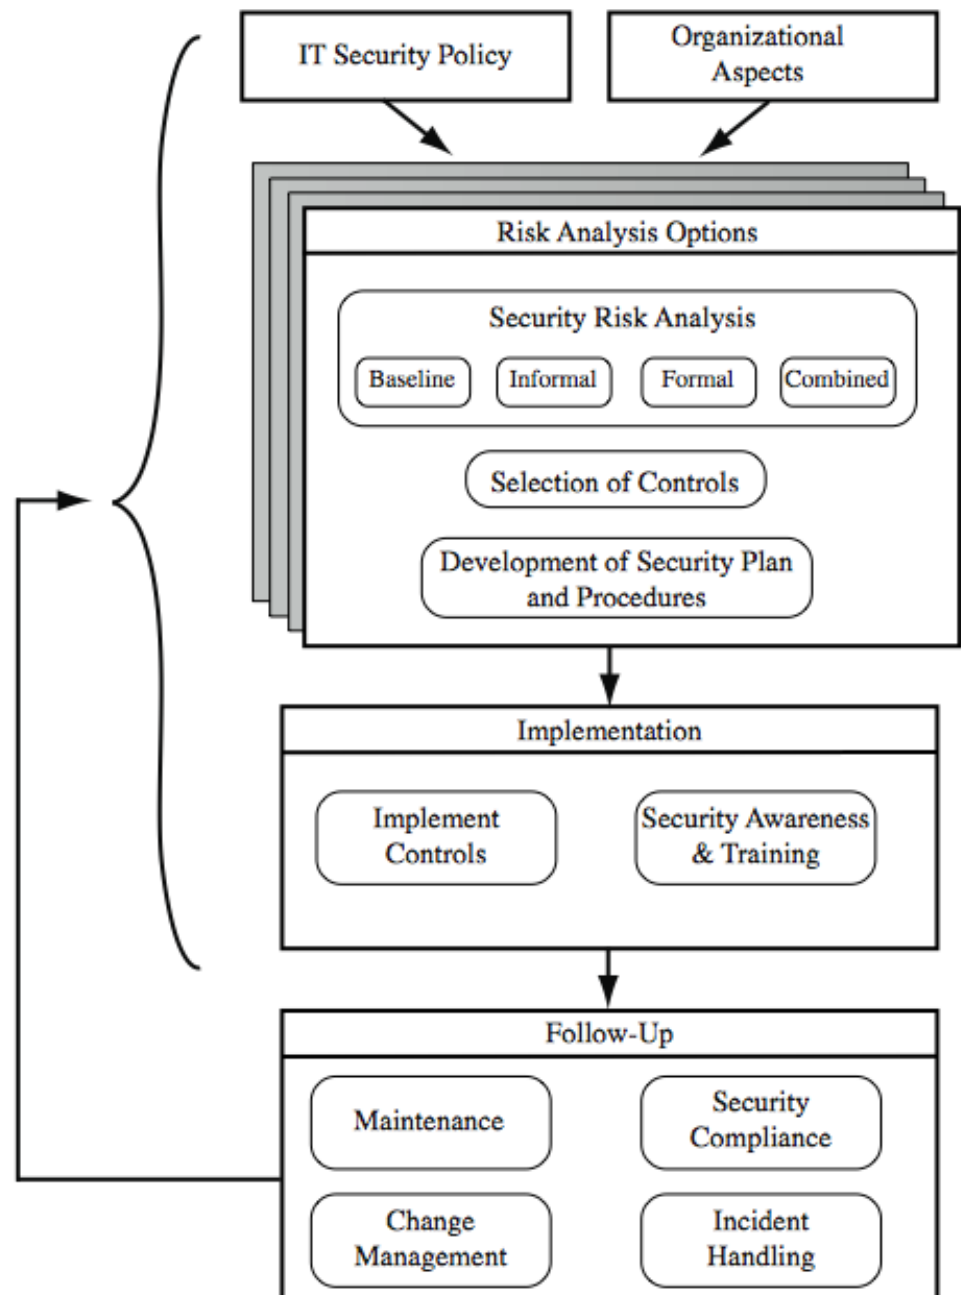 IT Security Policy
Organizational
Aspects
Risk Analysis Options
Security Risk Analysis
Baseline
Informal
Formal
Combined
Selection of Controls
Development of Security Plan
and Procedures
Implementation
Implement
Controls
Security Awareness
& Training
Follow-Up
Maintenance
Security
Compliance
Change
Management
Incident
Handling